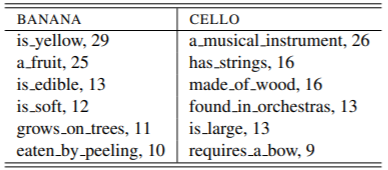 BANANA CELLO
is_yellow, 29 a_musical_instrument, 26
a_fruit, 25 has_strings, 16
is_edible, 13 made_of_wood, 16
is_soft, 12 found_in_orchestras, 13
grows_on_trees, 11 is_large, 13
eaten_by_peeling, 10 requires_a_bow, 9